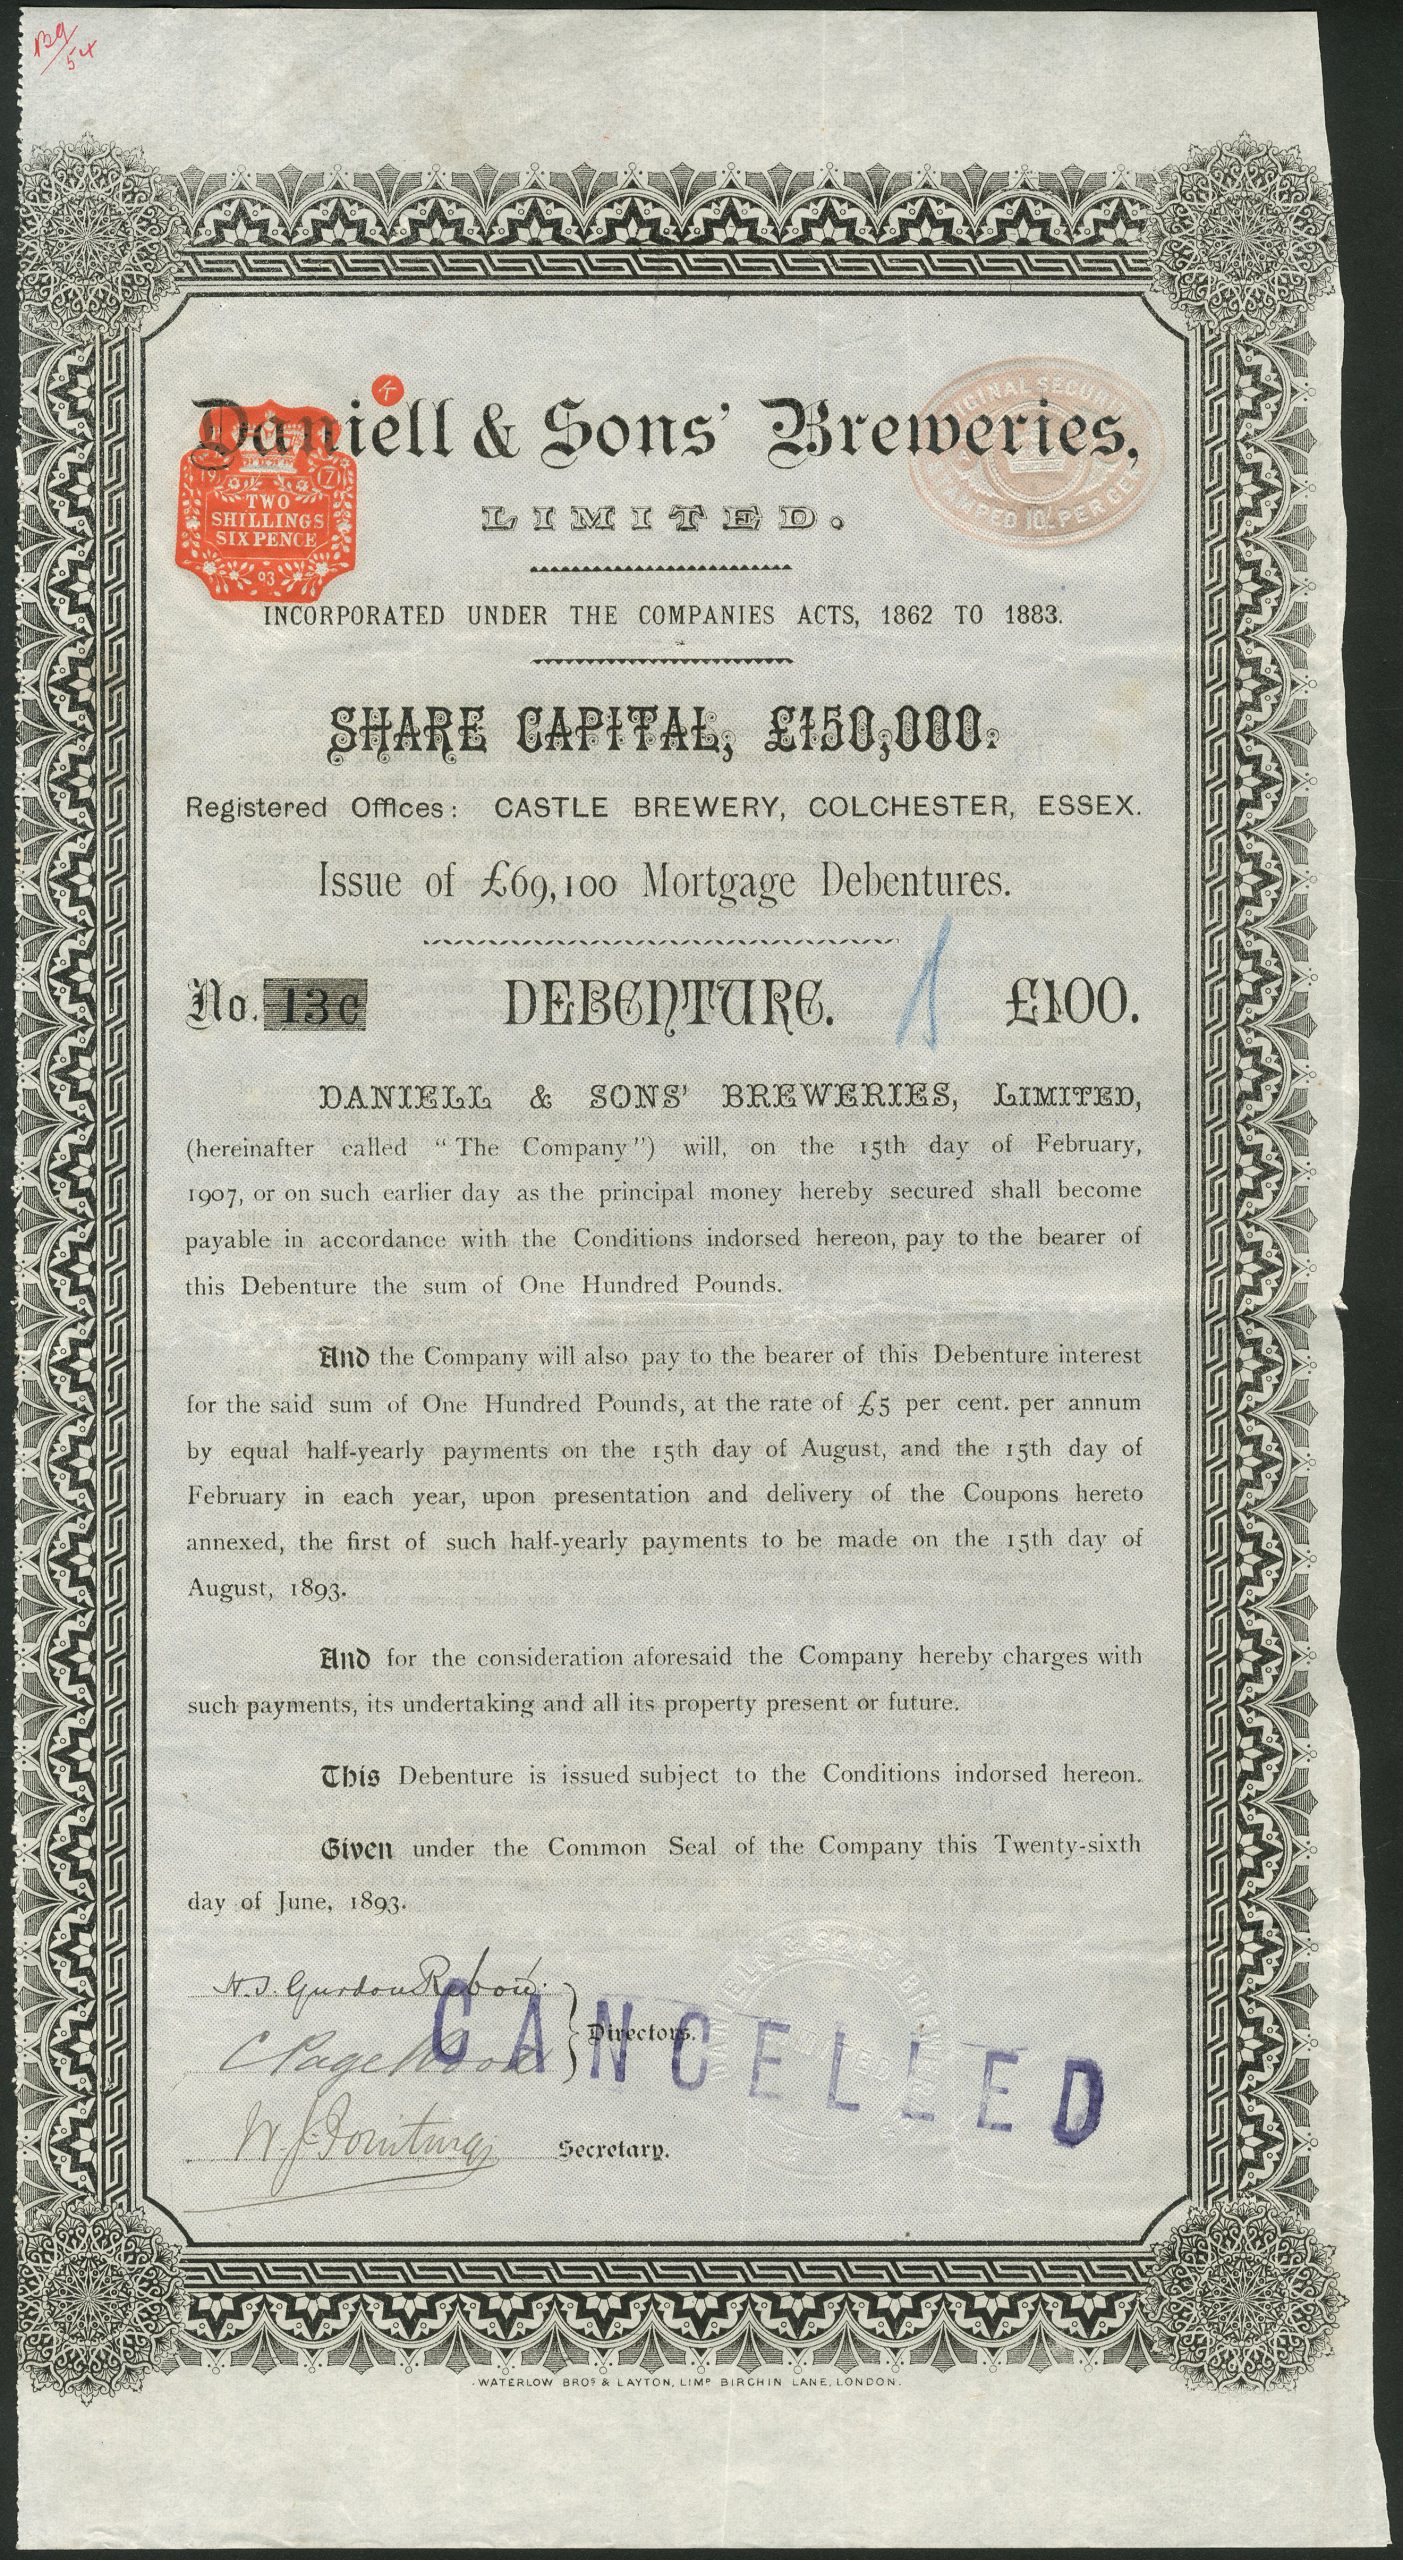 Daniell & Sons' Breweries,
LIMITED.
TWO
SHILLINGS
SIX PENCE
93
INCORPORATED UNDER THE COMPANIES ACTS, 1862 TO 1883.
SHARE CAPITAL, £150,000.
Registered Offices: CASTLE BREWERY, COLCHESTER, ESSEX.
Issue of £69,100 Mortgage Debentures.
No. 13c DEBENTURE. £100.
DANIELL & SONS' BREWERIES, LIMITED,
(hereinafter called "The Company") will, on the 15th day of February,
1907, or on such earlier day as the principal money hereby secured shall become
payable in accordance with the Conditions indorsed hereon, pay to the bearer of
this Debenture the sum of One Hundred Pounds.
And the Company will also pay to the bearer of this Debenture interest
for the said sum of One Hundred Pounds, at the rate of £5 per cent. per annum
by equal half-yearly payments on the 15th day of August, and the 15th day of
February in each year, upon presentation and delivery of the Coupons hereto
annexed, the first of such half-yearly payments to be made on the 15th day of
August, 1893.
And for the consideration aforesaid the Company hereby charges with
such payments, its undertaking and all its property present or future.
This Debenture is issued subject to the Conditions indorsed hereon.
Given under the Common Seal of the Company this Twenty-sixth
day of June, 1893.
H. J. Gurdon Rebow
C Page Wood
Directors.
CANCELLED
Secretary.
WATERLOW BROS. & LAYTON, LIMD. BIRCHIN LANE, LONDON.